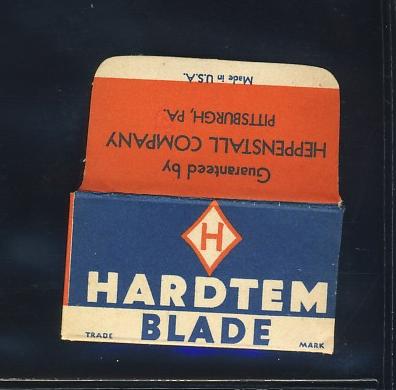 Made in U.S.A.
Guaranteed by
HEPPENSTALL COMPANY
PITTSBURGH, PA.
H
HARDTEM
BLADE
TRADE MARK